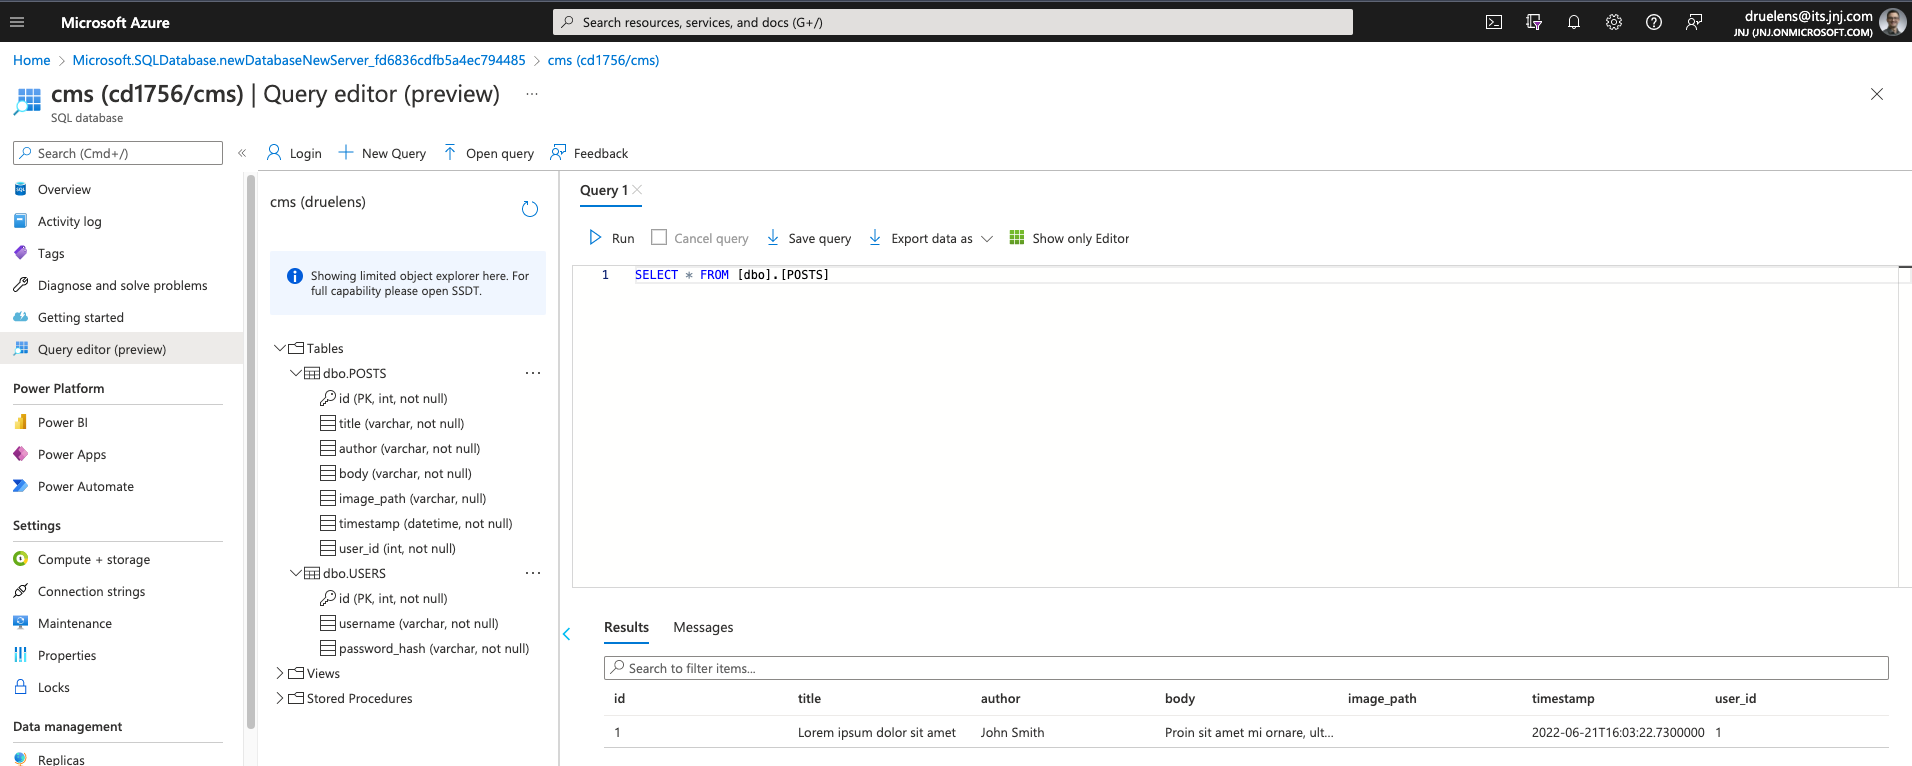 Microsoft Azure
Search resources, services, and docs (G+/)
druelens@its.jnj.com
JNJ (JNJ.ONMICROSOFT.COM)
Home > Microsoft.SQLDatabase.newDatabaseNewServer_fd6836cdfb5a4ec794485 > cms (cd1756/cms)
cms (cd1756/cms) | Query editor (preview) ...
SQL database
Search (Cmd+/)
«
Login
New Query
Open query
Feedback
Overview
Activity log
Tags
Diagnose and solve problems
Getting started
Query editor (preview)
Power Platform
Power BI
Power Apps
Power Automate
Settings
Compute + storage
Connection strings
Maintenance
Properties
Locks
Data management
Replicas
cms (druelens)
Showing limited object explorer here. For
full capability please open SSDT.
Tables
dbo.POSTS ...
id (PK, int, not null)
title (varchar, not null)
author (varchar, not null)
body (varchar, not null)
image_path (varchar, null)
timestamp (datetime, not null)
user_id (int, not null)
dbo.USERS ...
id (PK, int, not null)
username (varchar, not null)
password_hash (varchar, not null)
Views
Stored Procedures
Query 1
Run
Cancel query
Save query
Export data as
Show only Editor
1 SELECT * FROM [dbo].[POSTS]
Results Messages
Search to filter items...
id title author body image_path timestamp user_id
1 Lorem ipsum dolor sit amet John Smith Proin sit amet mi ornare, ult... 2022-06-21T16:03:22.7300000 1